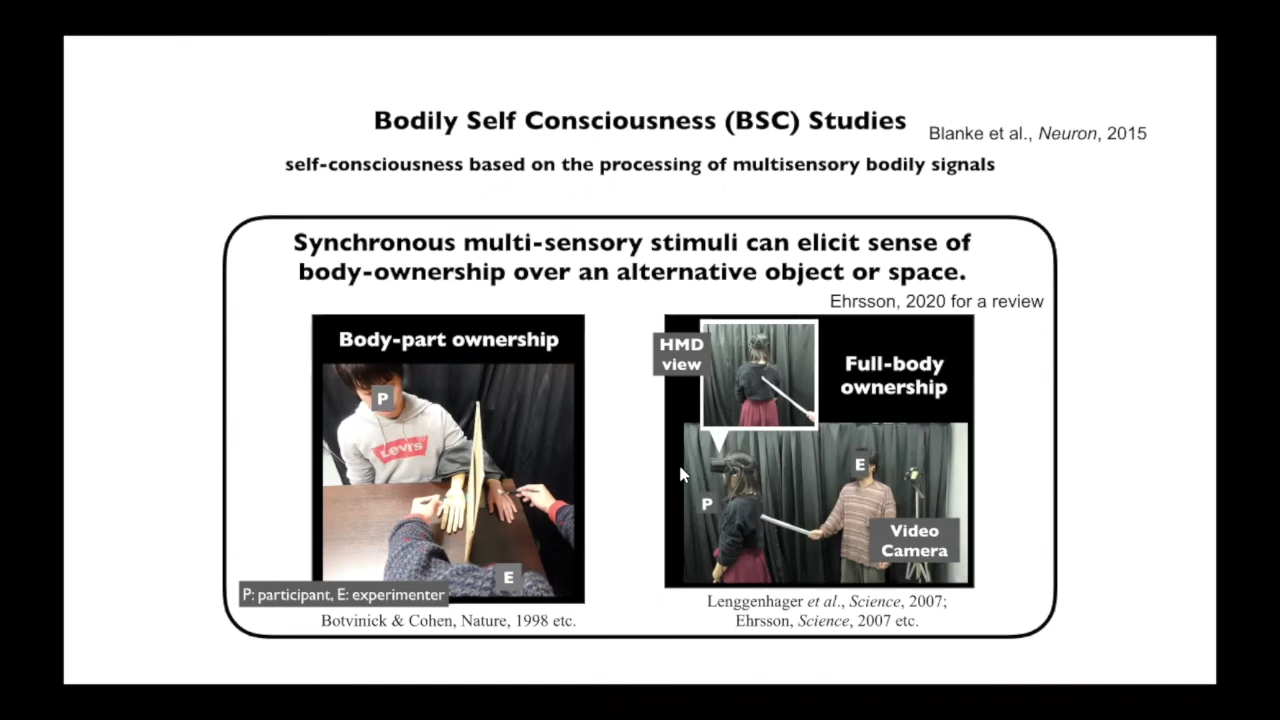 Bodily Self Consciousness (BSC) Studies
Blanke et al., Neuron, 2015
self-consciousness based on the processing of multisensory bodily signals
Synchronous multi-sensory stimuli can elicit sense of
body-ownership over an alternative object or space.
Ehrsson, 2020 for a review
Body-part ownership
P
Levi's
E
P: participant, E: experimenter
Botvinick & Cohen, Nature, 1998 etc.
HMD
view
Full-body
ownership
E
P
Video
Camera
Lenggenhager et al., Science, 2007;
Ehrsson, Science, 2007 etc.